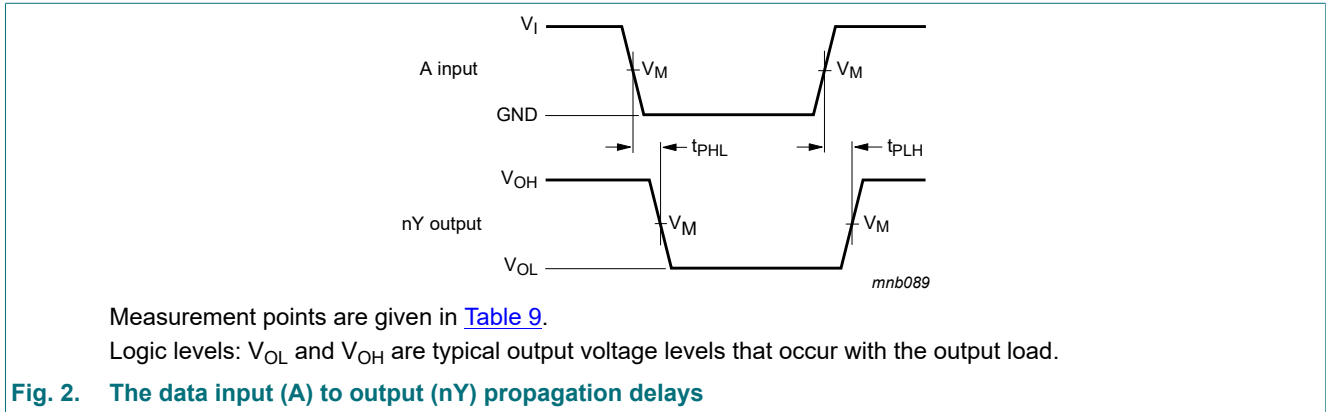 VI
A input
VM
VM
GND
tPHL
tPLH
VOH
nY output
VM
VM
VOL
mnb089
Measurement points are given in Table 9.
Logic levels: VOL and VOH are typical output voltage levels that occur with the output load.
Fig. 2. The data input (A) to output (nY) propagation delays